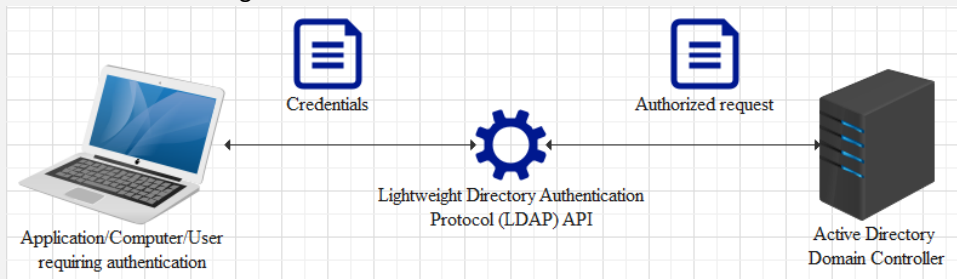 Credentials
Authorized request
Lightweight Directory Authentication
Protocol (LDAP) API
Application/Computer/User
requiring authentication
Active Directory
Domain Controller